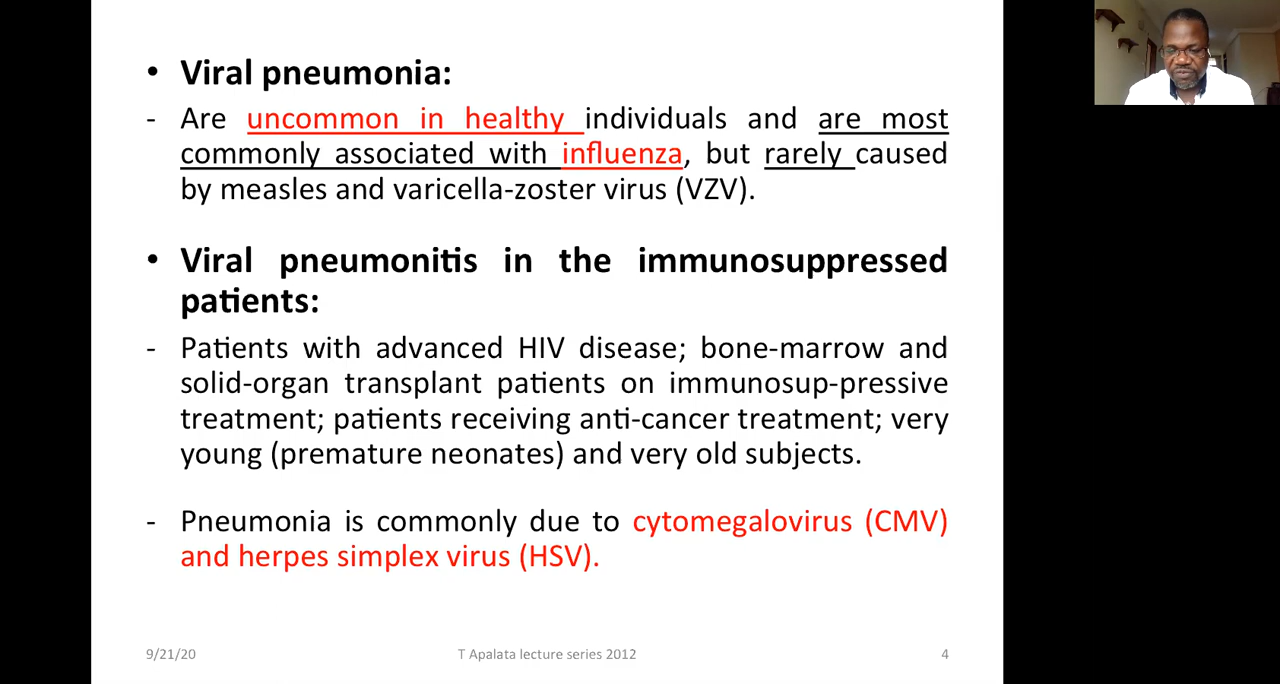 • Viral pneumonia:
- Are uncommon in healthy individuals and are most
commonly associated with influenza, but rarely caused
by measles and varicella-zoster virus (VZV).
• Viral pneumonitis in the immunosuppressed
patients:
- Patients with advanced HIV disease; bone-marrow and
solid-organ transplant patients on immunosup-pressive
treatment; patients receiving anti-cancer treatment; very
young (premature neonates) and very old subjects.
- Pneumonia is commonly due to cytomegalovirus (CMV)
and herpes simplex virus (HSV).
9/21/20 T Apalata lecture series 2012 4